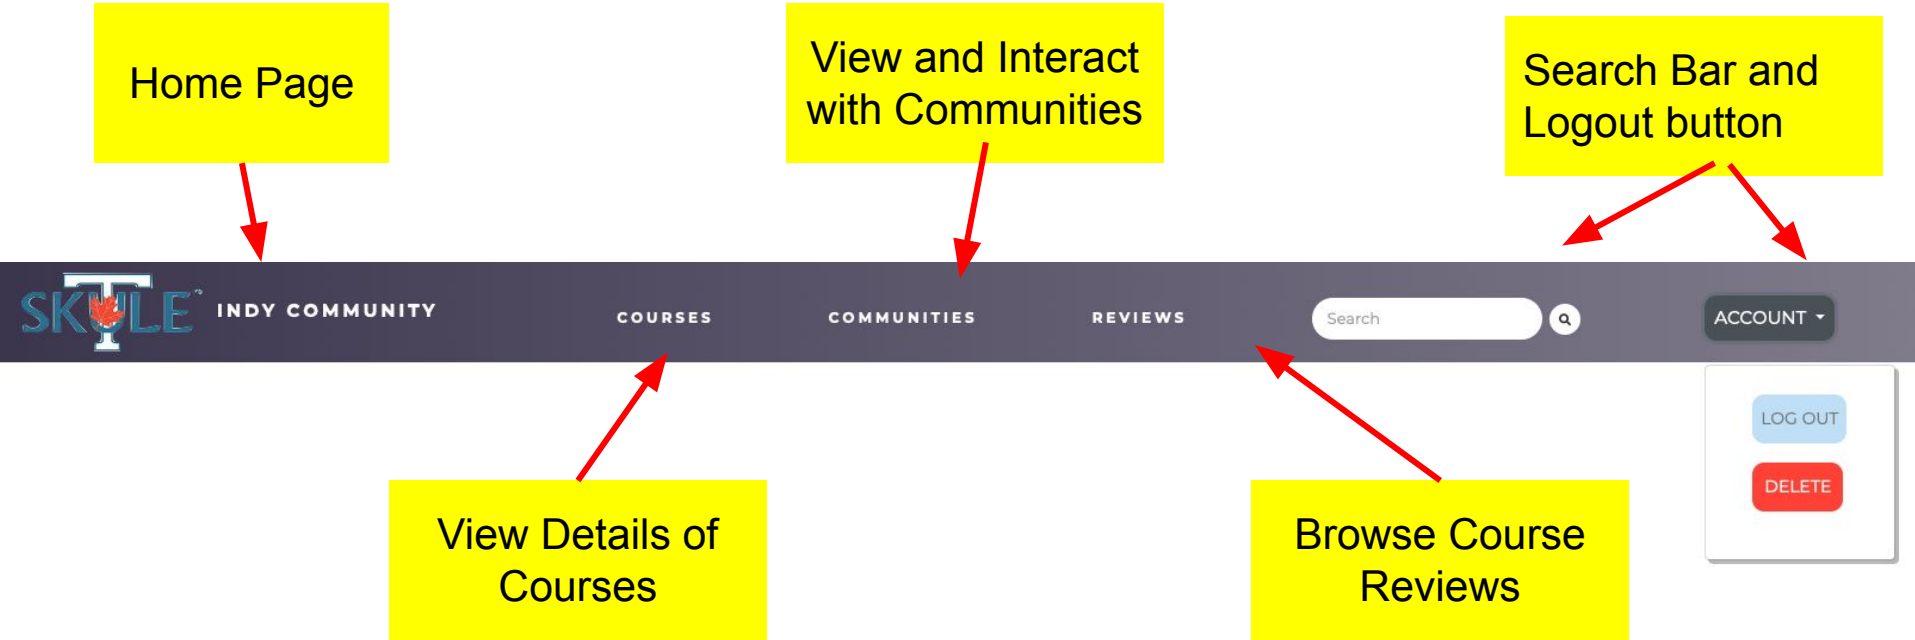 Home Page
View and Interact
with Communities
Search Bar and
Logout button
SKULE™ INDY COMMUNITY
COURSES
COMMUNITIES
REVIEWS
Search
ACCOUNT
LOG OUT
DELETE
View Details of
Courses
Browse Course
Reviews